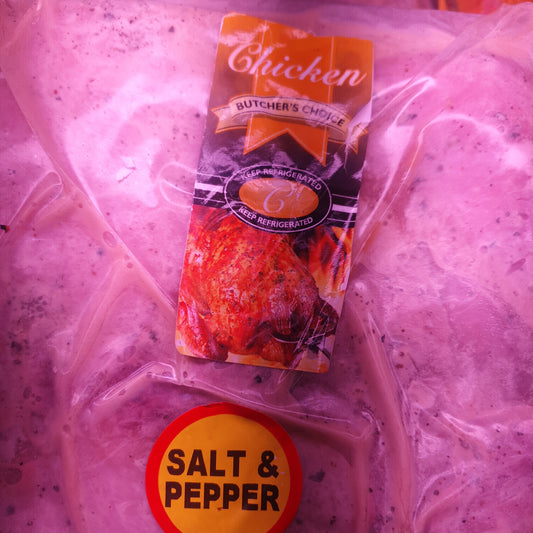 Chicken
BUTCHER'S CHOICE
KEEP REFRIGERATED
C
KEEP REFRIGERATED
SALT &
PEPPER